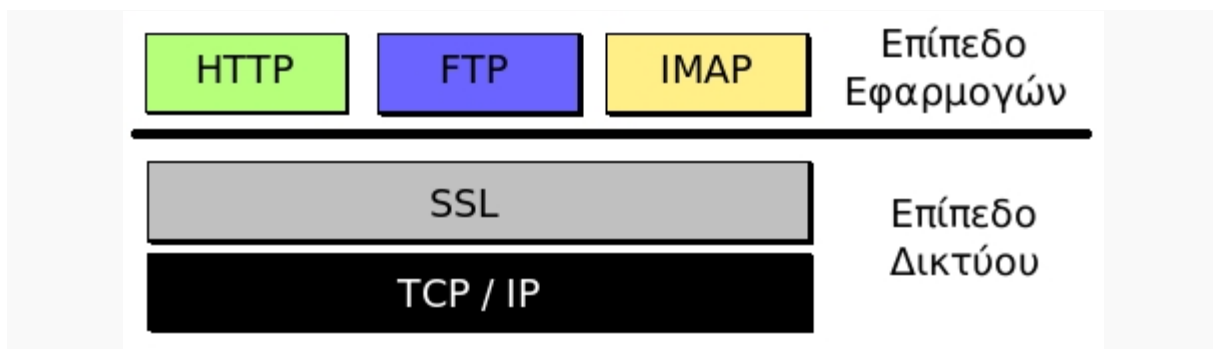 HTTP FTP IMAP
Επίπεδο
Εφαρμογών
SSL
TCP / IP
Επίπεδο
Δικτύου